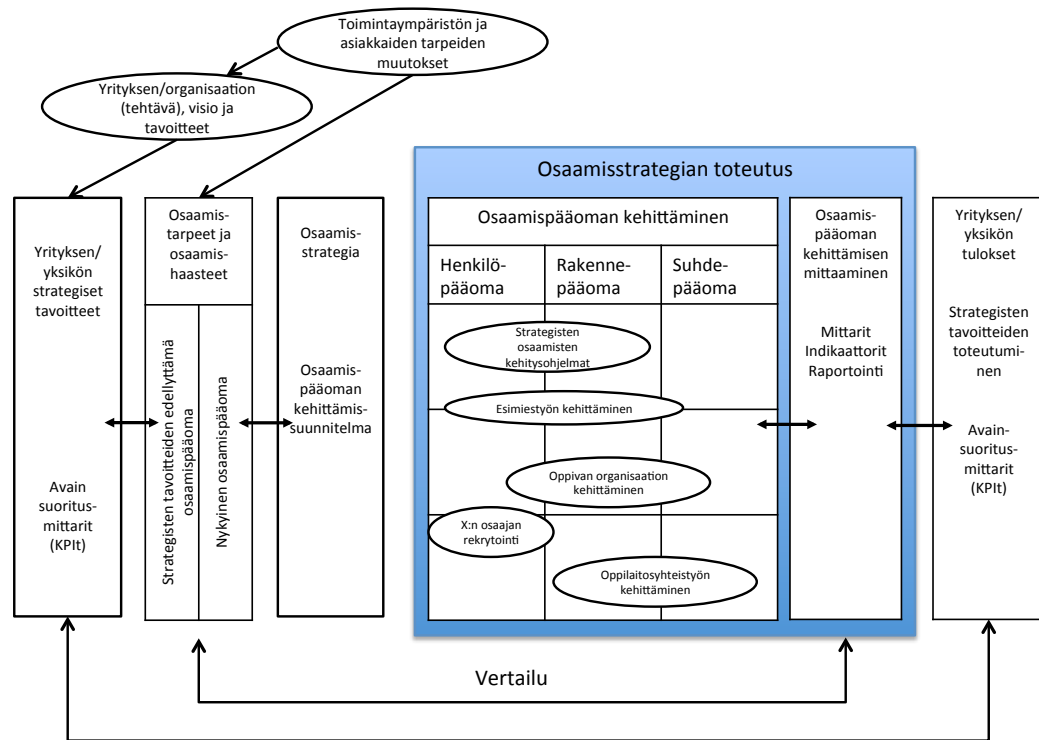 Toimintaympäristön ja
asiakkaiden tarpeiden
muutokset
Yrityksen/organisaation
(tehtävä), visio ja
tavoitteet
Yrityksen/
yksikön
strategiset
tavoitteet
Avain
suoritus-
mittarit
(KPIt)
Osaamis-
tarpeet ja
osaamis-
haasteet
Strategisten tavoitteiden edellyttämä
osaamispääoma
Nykyinen osaamispääoma
Osaamis-
strategia
Osaamis-
pääoman
kehittämis-
suunnitelma
Osaamisstrategian toteutus
Osaamispääoman kehittäminen
Henkilö-
pääoma
Rakenne-
pääoma
Suhde-
pääoma
Strategisten
osaamisten
kehitysohjelmat
Esimiestyön kehittäminen
Oppivan organisaation
kehittäminen
X:n osaajan
rekrytointi
Oppilaitosyhteistyön
kehittäminen
Osaamis-
pääoman
kehittämisen
mittaaminen
Mittarit
Indikaattorit
Raportointi
Yrityksen/
yksikön
tulokset
Strategisten
tavoitteiden
toteutumi-
nen
Avain-
suoritus-
mittarit
(KPIt)
Vertailu